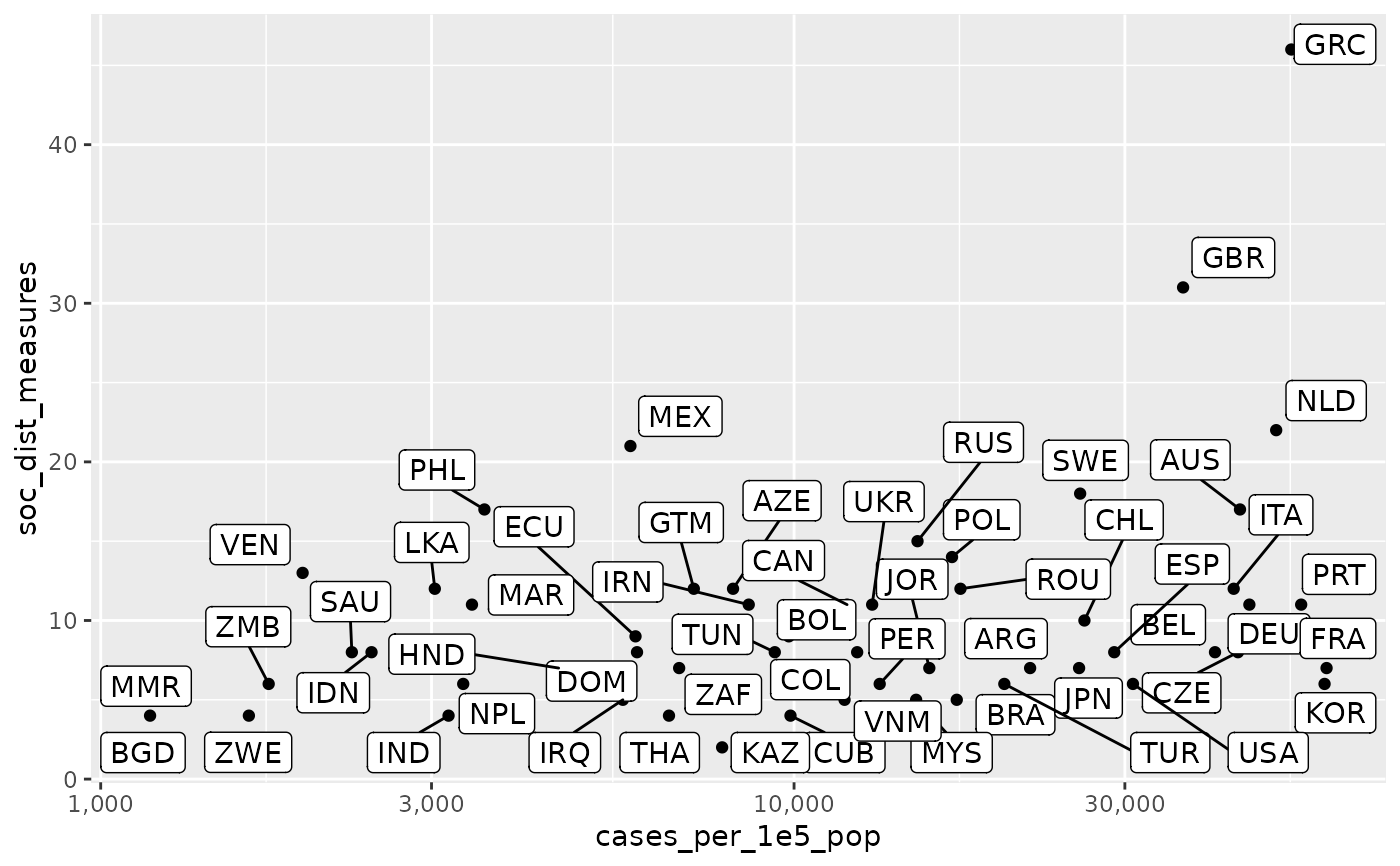 GRC
40
GBR
30
NLD
MEX
RUS
PHL
SWE
AUS
20
AZE
UKR
GTM
ECU
POL
CHL
ITA
VEN
LKA
CAN
ESP
PRT
IRN
JOR
ROU
MAR
SAU
10
ZMB
TUN
BOL
PER
ARG
BEL
DEU
FRA
HND
MMR
IDN
DOM
COL
ZAF
CZE
JPN
NPL
VNM
BRA
KOR
BGD
ZWE
IND
IRQ
THA
KAZ
CUB
MYS
TUR
USA
0
1,000
3,000
10,000
30,000
cases_per_1e5_pop
soc_dist_measures